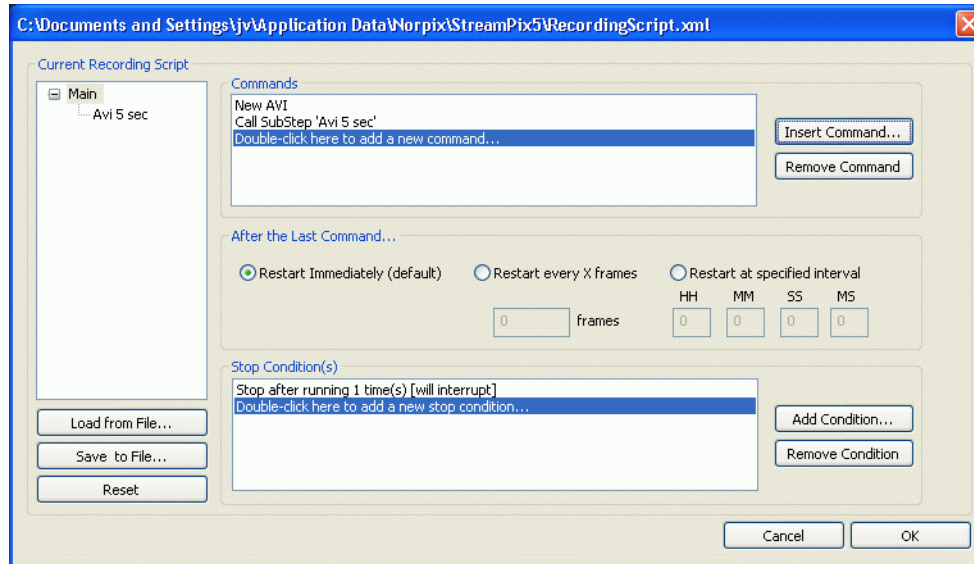 C:\Documents and Settings\jv\Application Data\Norpix\StreamPix5\RecordingScript.xml
Current Recording Script
Main
Avi 5 sec
Load from File...
Save to File...
Reset
Commands
New AVI
Call SubStep 'Avi 5 sec'
Double-click here to add a new command...
Insert Command...
Remove Command
After the Last Command...
Restart Immediately (default) Restart every X frames Restart at specified interval
HH MM SS MS
0 frames 0 0 0 0
Stop Condition(s)
Stop after running 1 time(s) [will interrupt]
Double-click here to add a new stop condition...
Add Condition...
Remove Condition
Cancel OK